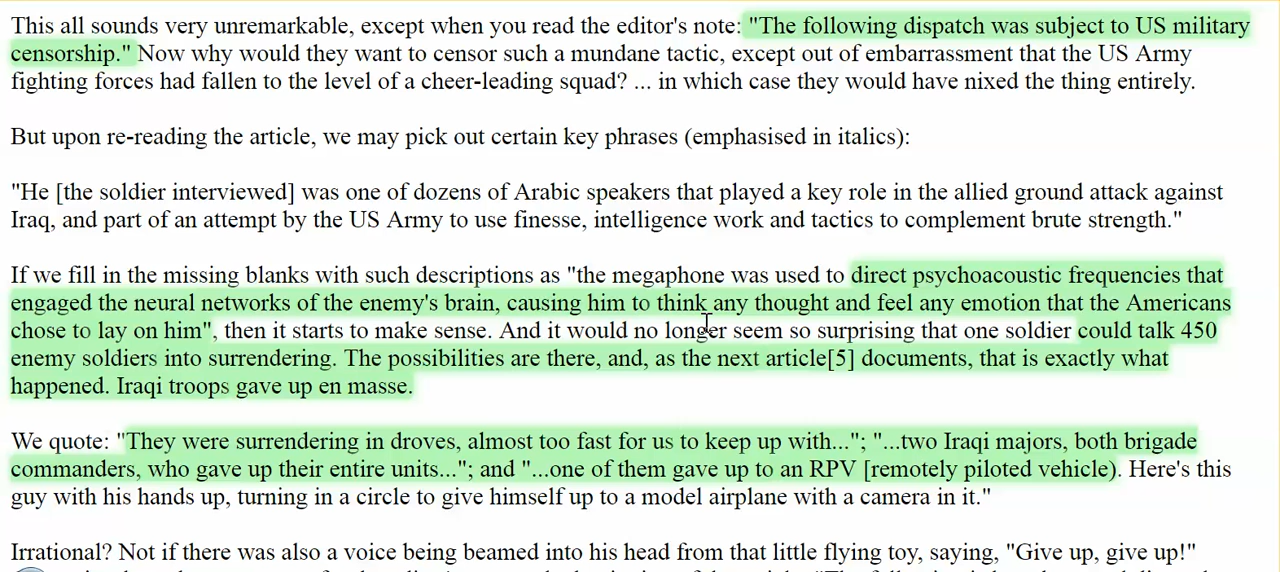 This all sounds very unremarkable, except when you read the editor's note: "The following dispatch was subject to US military
censorship." Now why would they want to censor such a mundane tactic, except out of embarrassment that the US Army
fighting forces had fallen to the level of a cheer-leading squad? ... in which case they would have nixed the thing entirely.
But upon re-reading the article, we may pick out certain key phrases (emphasised in italics):
"He [the soldier interviewed] was one of dozens of Arabic speakers that played a key role in the allied ground attack against
Iraq, and part of an attempt by the US Army to use finesse, intelligence work and tactics to complement brute strength."
If we fill in the missing blanks with such descriptions as "the megaphone was used to direct psychoacoustic frequencies that
engaged the neural networks of the enemy's brain, causing him to think any thought and feel any emotion that the Americans
chose to lay on him", then it starts to make sense. And it would no longer seem so surprising that one soldier could talk 450
enemy soldiers into surrendering. The possibilities are there, and, as the next article[5] documents, that is exactly what
happened. Iraqi troops gave up en masse.
We quote: "They were surrendering in droves, almost too fast for us to keep up with..."; "...two Iraqi majors, both brigade
commanders, who gave up their entire units..."; and "...one of them gave up to an RPV [remotely piloted vehicle). Here's this
guy with his hands up, turning in a circle to give himself up to a model airplane with a camera in it."
Irrational? Not if there was also a voice being beamed into his head from that little flying toy, saying, "Give up, give up!"